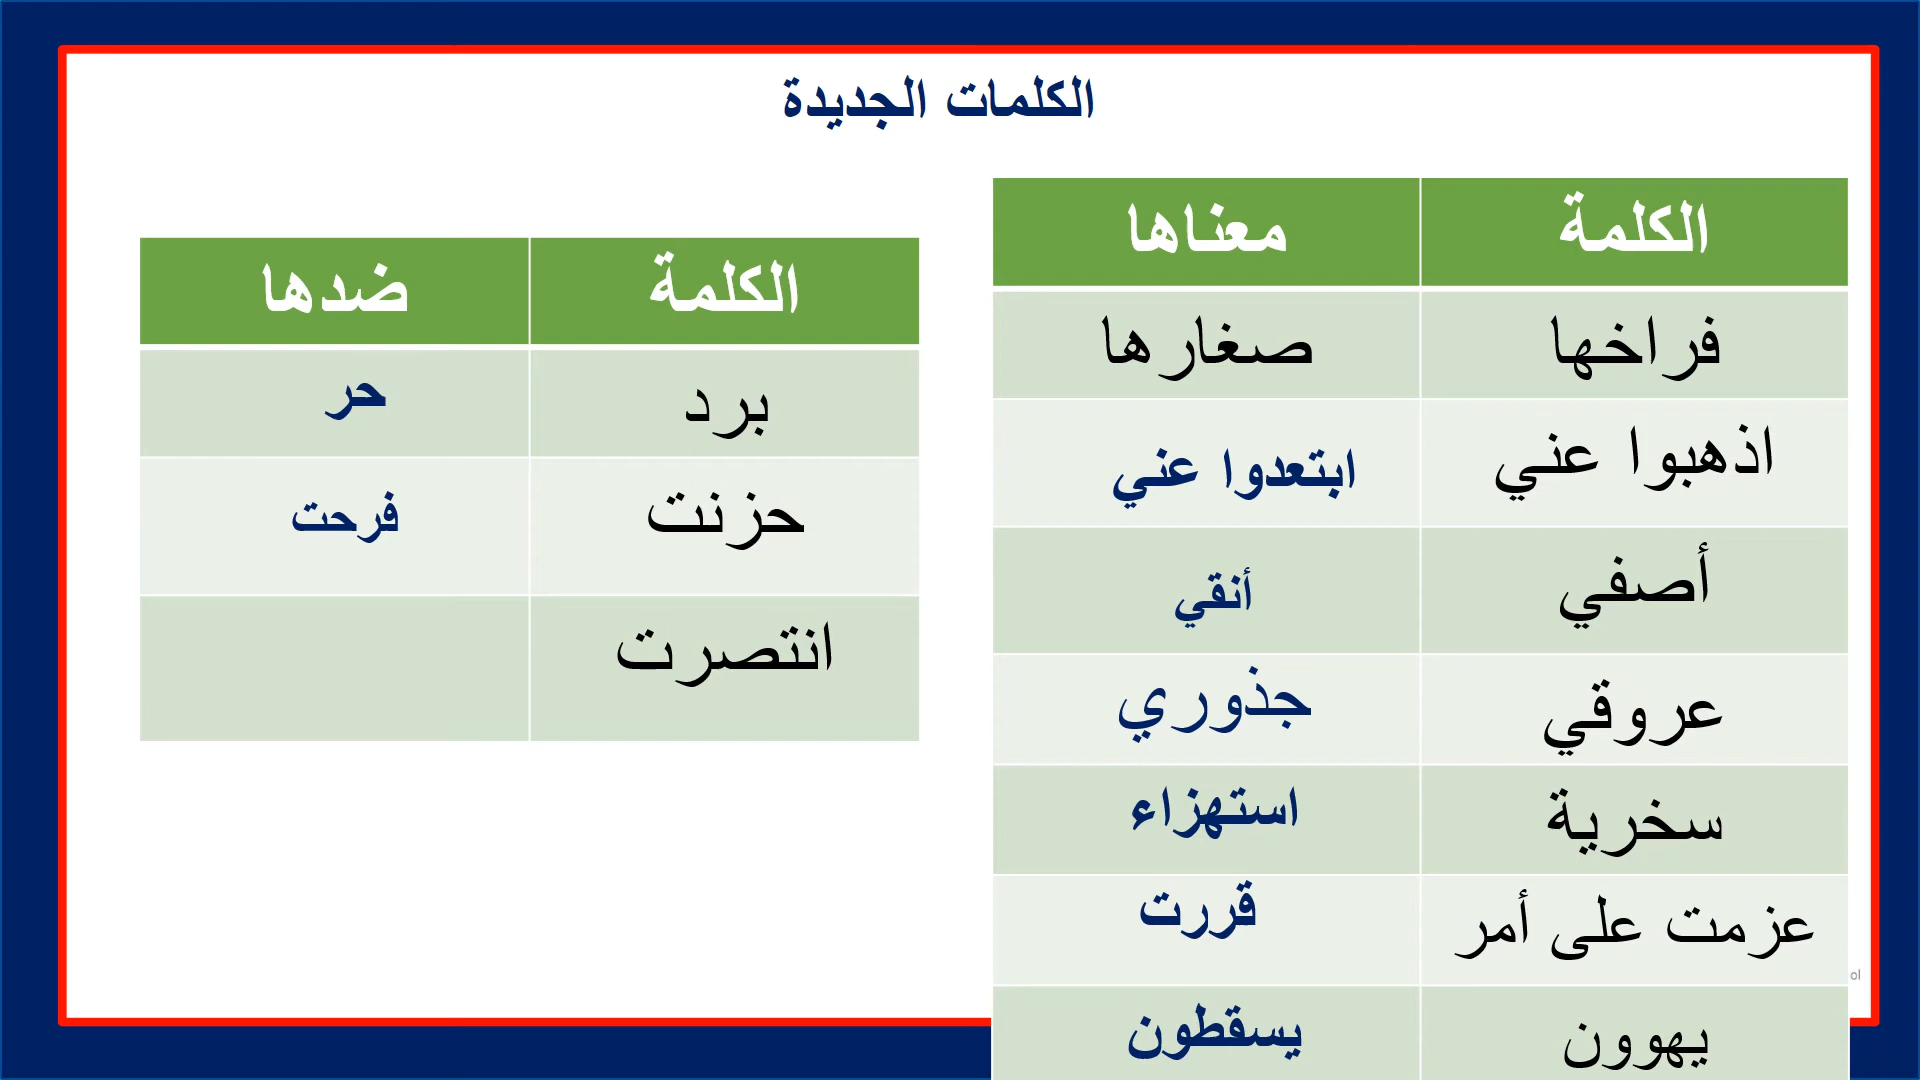 الكلمات الجديدة
الكلمة معناها
فراخها صغارها
اذهبوا عني ابتعدوا عني
أصفي أنقي
عروقي جذوري
سخرية استهزاء
عزمت على أمر قررت
يهوون يسقطون
الكلمة ضدها
برد حر
حزنت فرحت
انتصرت
ol